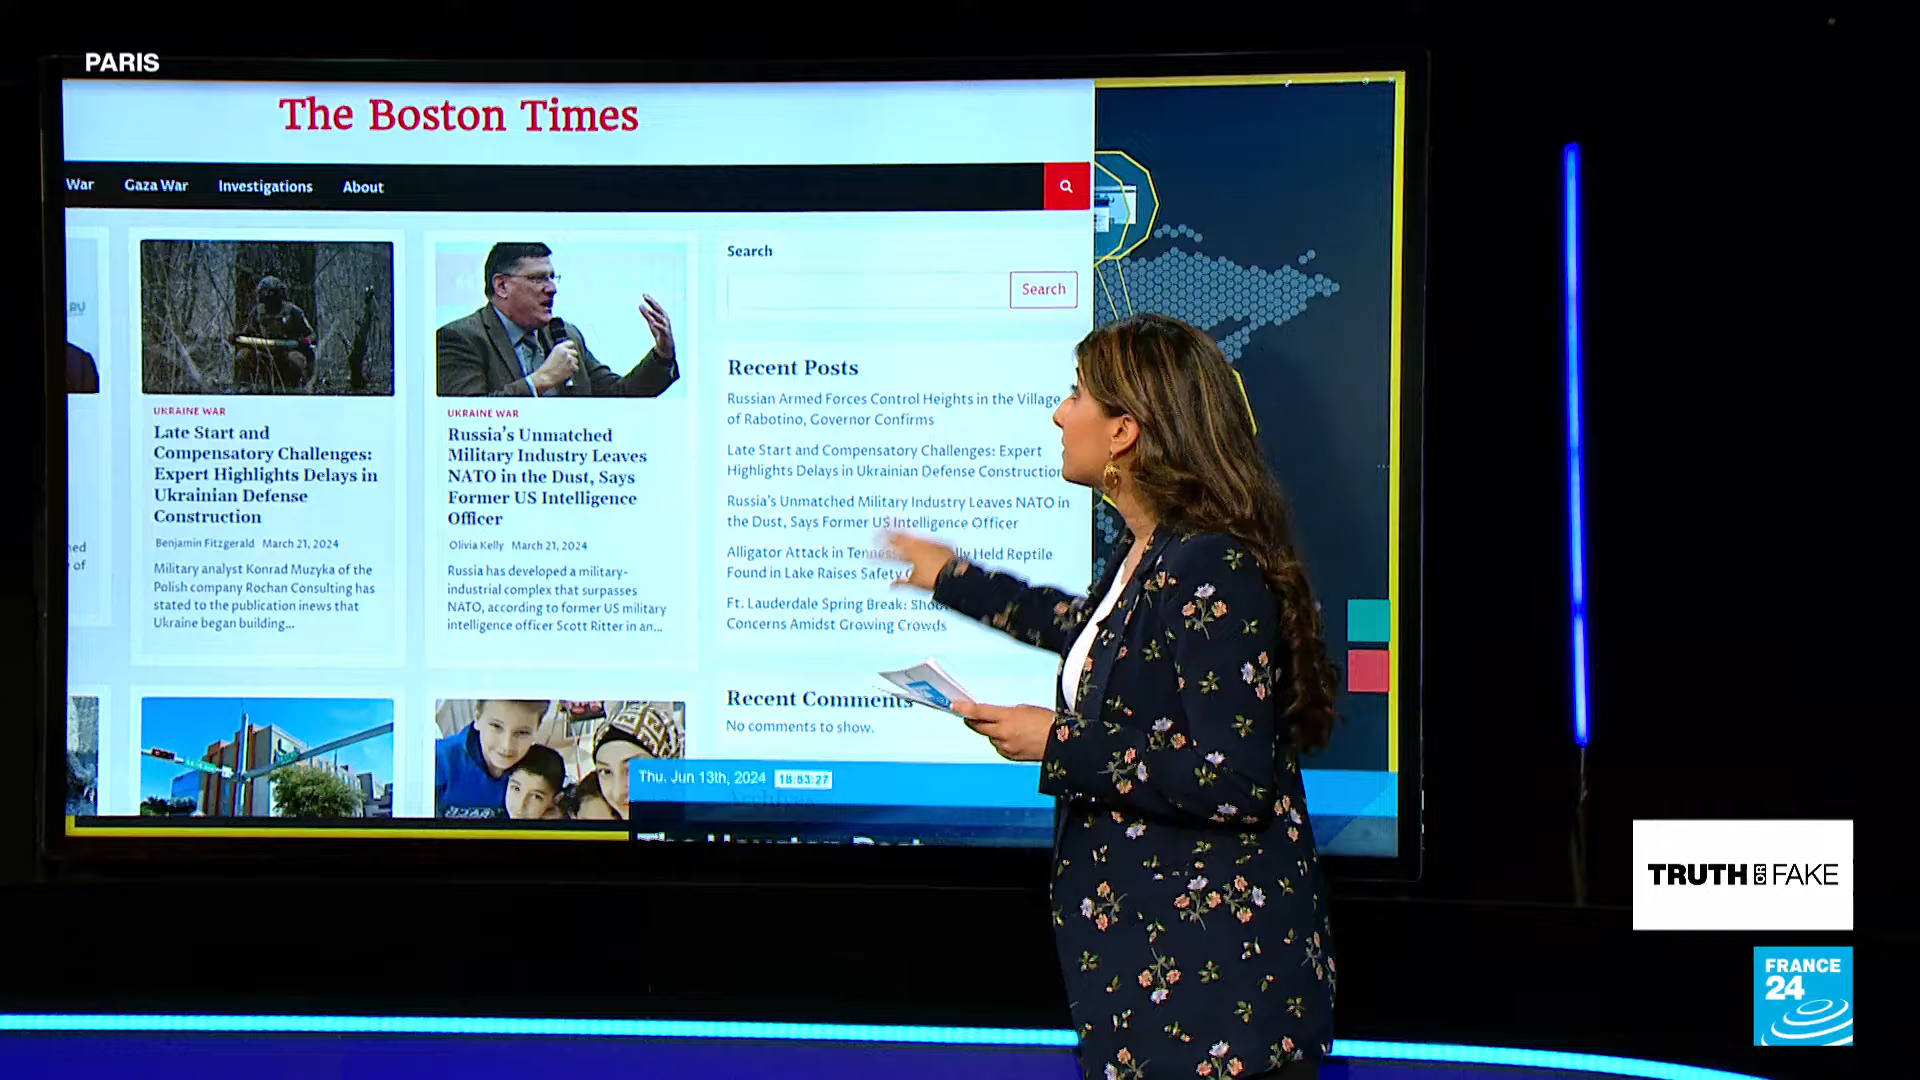 PARIS
The Boston Times
War Gaza War Investigations About
RU
UKRAINE WAR
Late Start and
Compensatory Challenges:
Expert Highlights Delays in
Ukrainian Defense
Construction
Benjamin Fitzgerald March 21, 2024
Military analyst Konrad Muzyka of the
Polish company Rochan Consulting has
stated to the publication inews that
Ukraine began building...
UKRAINE WAR
Russia's Unmatched
Military Industry Leaves
NATO in the Dust, Says
Former US Intelligence
Officer
Olivia Kelly March 21, 2024
Russia has developed a military-
industrial complex that surpasses
NATO, according to former US military
intelligence officer Scott Ritter in an...
of
Search
Search
Recent Posts
Russian Armed Forces Control Heights in the Village
of Rabotino, Governor Confirms
Late Start and Compensatory Challenges: Expert
Highlights Delays in Ukrainian Defense Construction
Russia's Unmatched Military Industry Leaves NATO in
the Dust, Says Former US Intelligence Officer
Alligator Attack in Held Reptile
Found in Lake Raises Safety
Ft. Lauderdale Spring Break:
Concerns Amidst Growing Crowds
Recent Comments
No comments to show.
Thu. Jun 13th, 2024 16:53:27
Archives
TRUTH OR FAKE
FRANCE
24